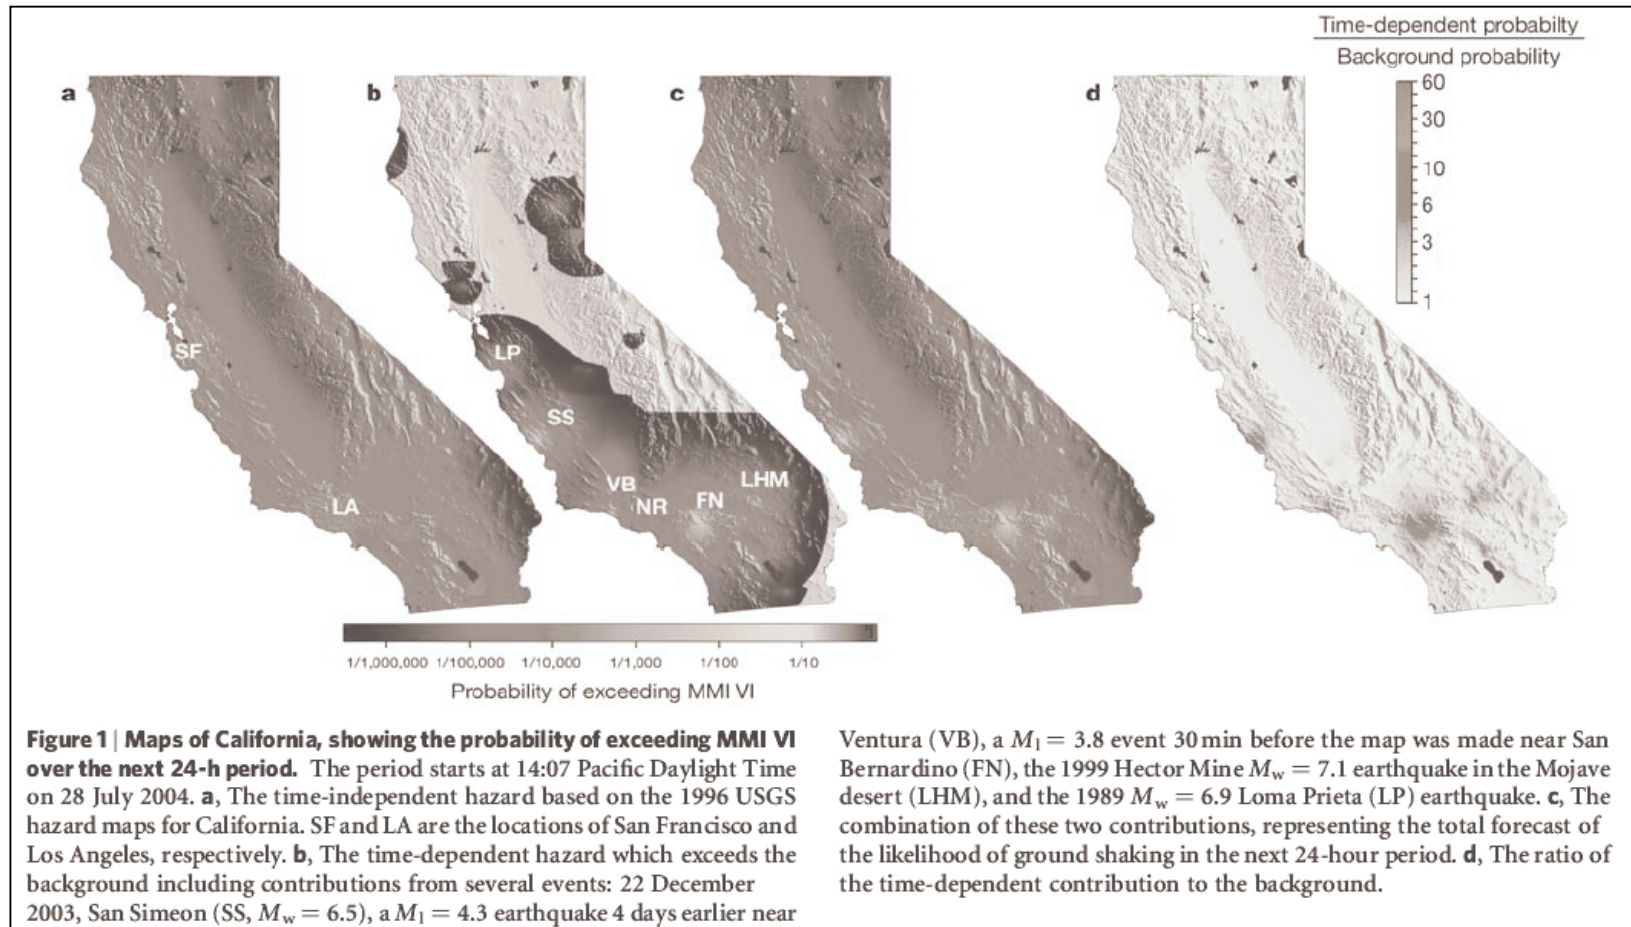 Time-dependent probabilty
Background probability
a
b
c
d
60
30
10
6
3
1
SF
LA
LP
SS
VB
NR
FN
LHM
1/1,000,000 1/100,000 1/10,000 1/1,000 1/100 1/10
Probability of exceeding MMI VI
Figure 1 | Maps of California, showing the probability of exceeding MMI VI
over the next 24-h period. The period starts at 14:07 Pacific Daylight Time
on 28 July 2004. a, The time-independent hazard based on the 1996 USGS
hazard maps for California. SF and LA are the locations of San Francisco and
Los Angeles, respectively. b, The time-dependent hazard which exceeds the
background including contributions from several events: 22 December
2003, San Simeon (SS, Mw = 6.5), a Ml = 4.3 earthquake 4 days earlier near
Ventura (VB), a Ml = 3.8 event 30 min before the map was made near San
Bernardino (FN), the 1999 Hector Mine Mw = 7.1 earthquake in the Mojave
desert (LHM), and the 1989 Mw = 6.9 Loma Prieta (LP) earthquake. c, The
combination of these two contributions, representing the total forecast of
the likelihood of ground shaking in the next 24-hour period. d, The ratio of
the time-dependent contribution to the background.